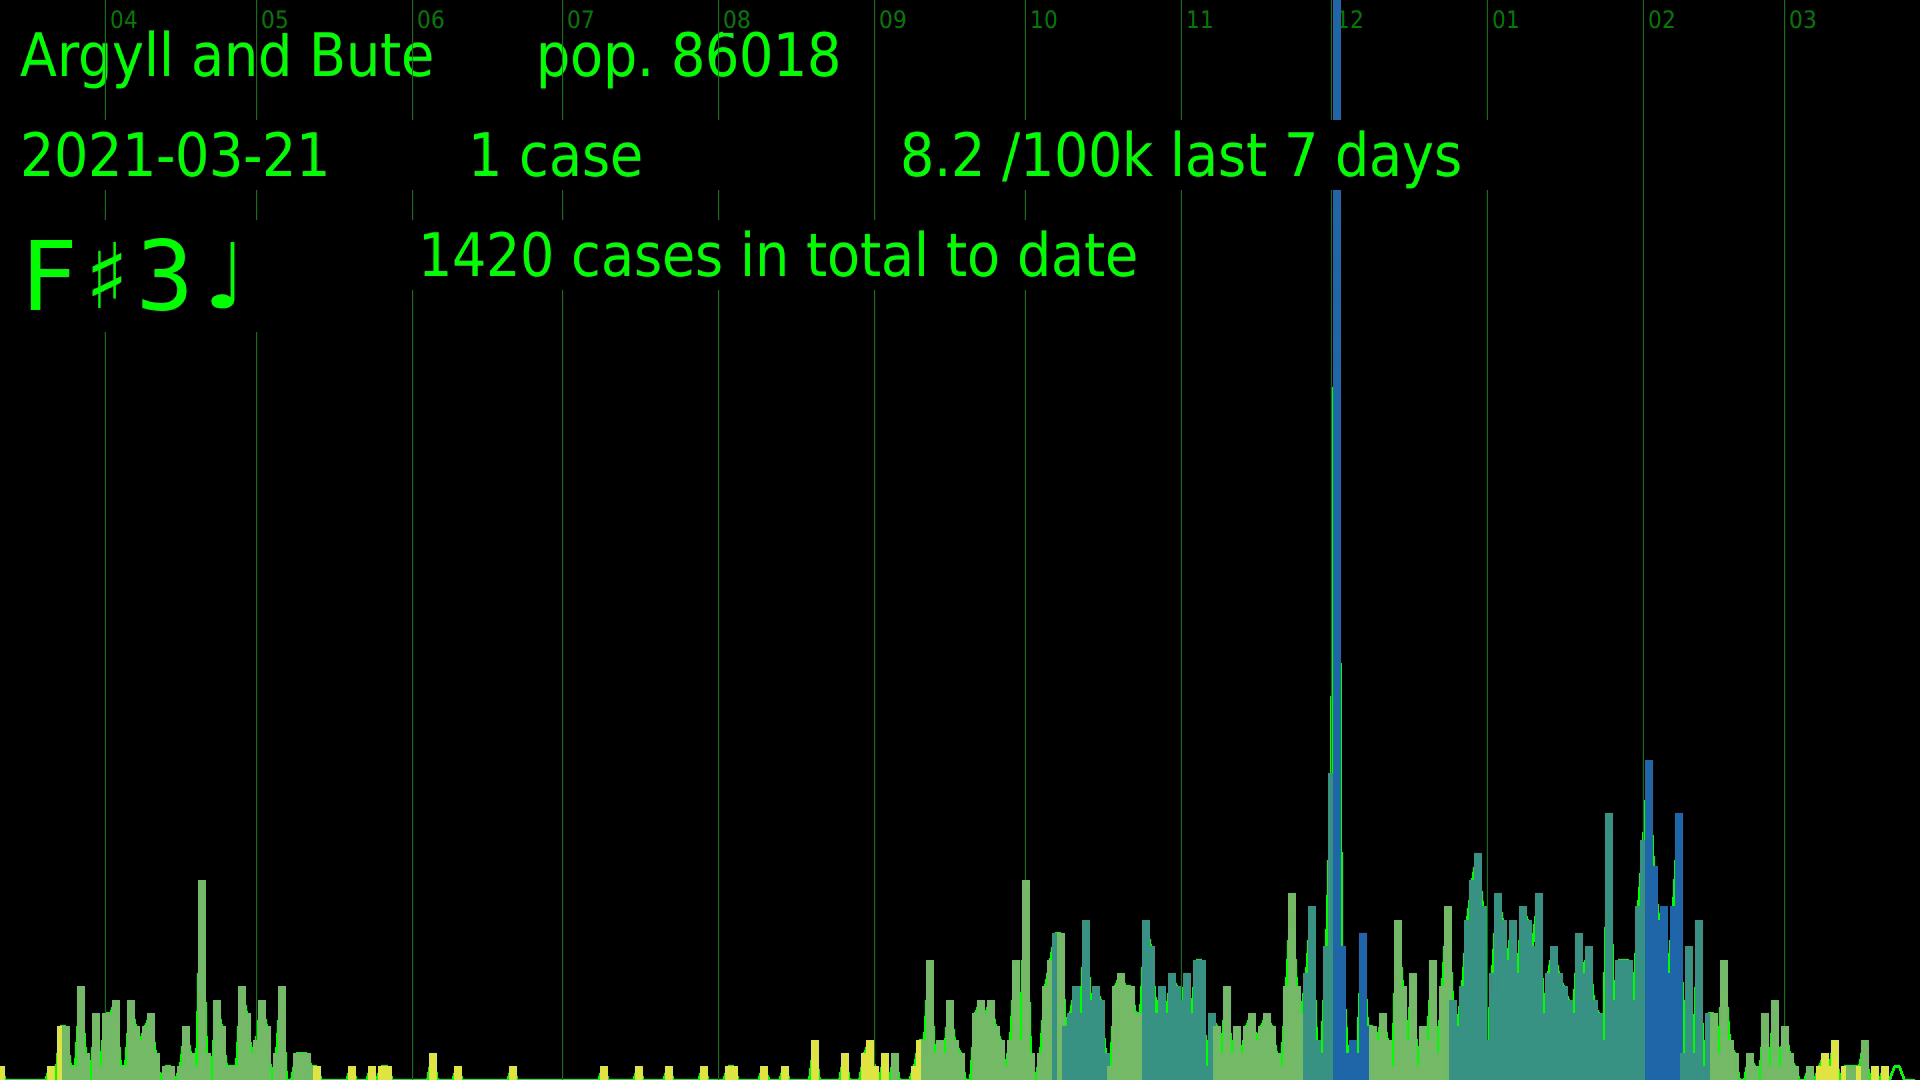 04 05 06 07 08 09 10 11 12 01 02 03
Argyll and Bute pop. 86018
2021-03-21 1 case 8.2 /100k last 7 days
F♯3♩ 1420 cases in total to date